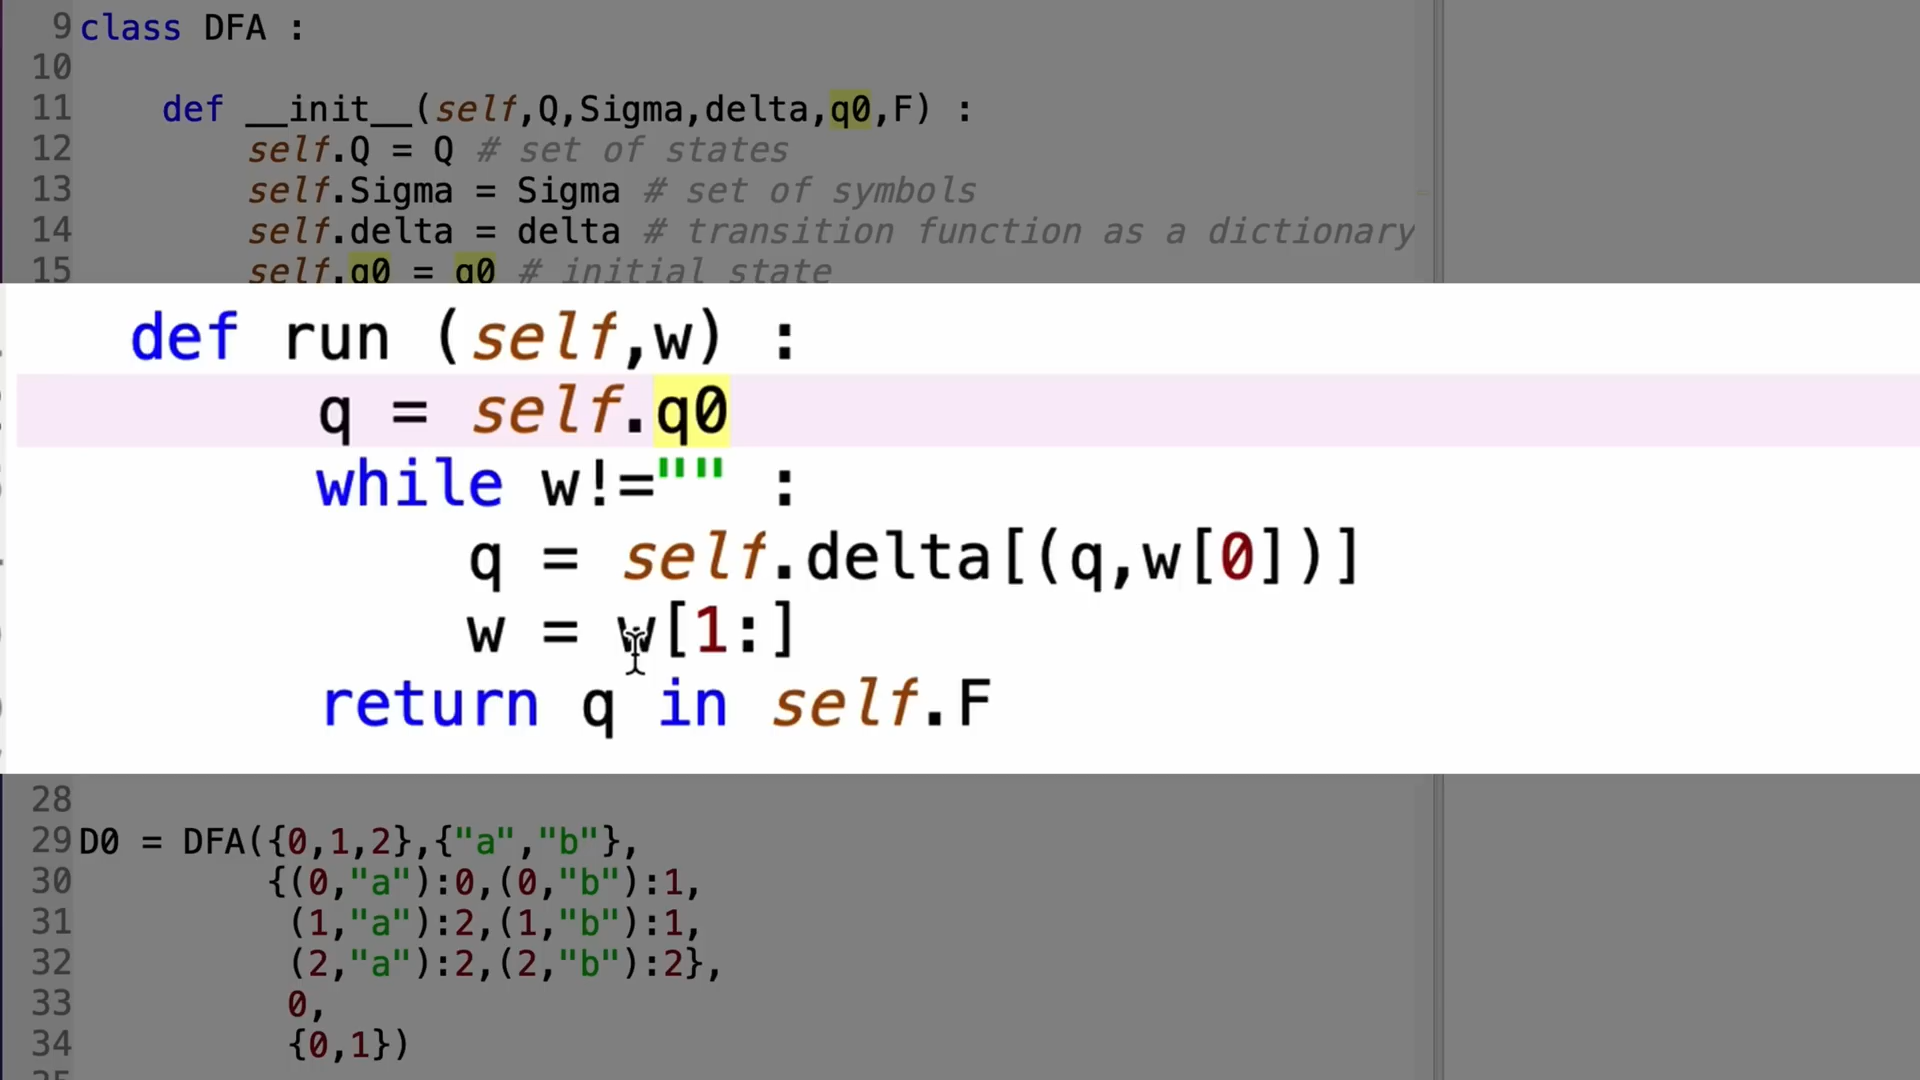 9 class DFA :
10
11 def __init__(self,Q,Sigma,delta,q0,F) :
12 self.Q = Q # set of states
13 self.Sigma = Sigma # set of symbols
14 self.delta = delta # transition function as a dictionary
15 self.q0 = q0 # initial state
def run (self,w) :
q = self.q0
while w!="" :
q = self.delta[(q,w[0])]
w = w[1:]
return q in self.F
28
29 D0 = DFA({0,1,2},{"a","b"},
30 {(0,"a"):0,(0,"b"):1,
31 (1,"a"):2,(1,"b"):1,
32 (2,"a"):2,(2,"b"):2},
33 0,
34 {0,1})